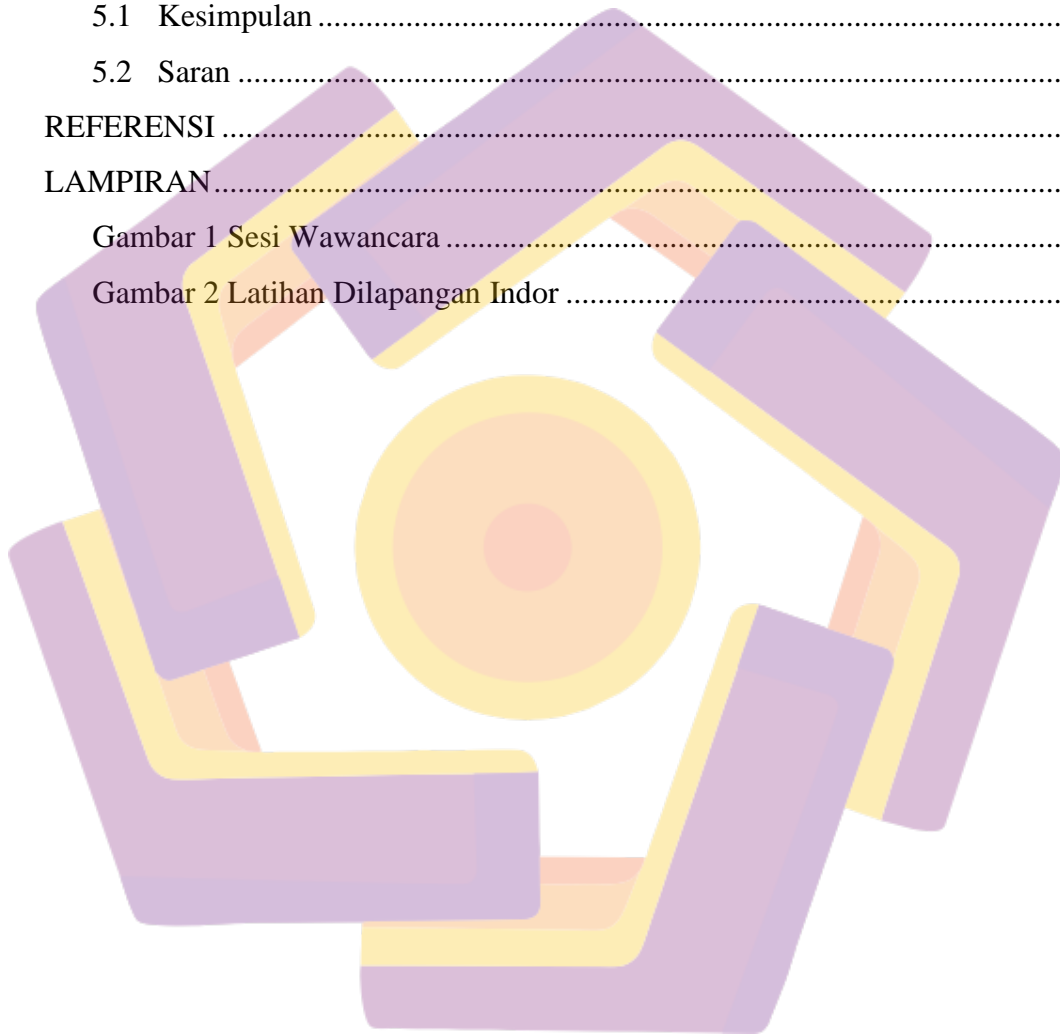 5.1 Kesimpulan ........................................................................................
5.2 Saran ........................................................................................
REFERENSI ........................................................................................
LAMPIRAN ........................................................................................
Gambar 1 Sesi Wawancara ........................................................................................
Gambar 2 Latihan Dilapangan Indor ........................................................................................